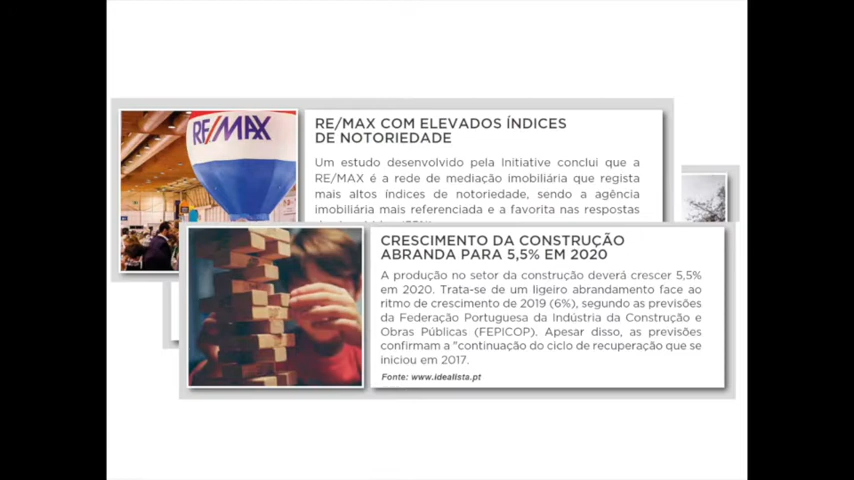 RE/MAX
RE/MAX COM ELEVADOS ÍNDICES
DE NOTORIEDADE
Um estudo desenvolvido pela Initiative conclui que a
RE/MAX é a rede de mediação imobiliária que regista
mais altos índices de notoriedade, sendo a agência
imobiliária mais referenciada e a favorita nas respostas
CRESCIMENTO DA CONSTRUÇÃO
ABRANDA PARA 5,5% EM 2020
A produção no setor da construção deverá crescer 5,5%
em 2020. Trata-se de um ligeiro abrandamento face ao
ritmo de crescimento de 2019 (6%), segundo as previsões
da Federação Portuguesa da Indústria da Construção e
Obras Públicas (FEPICOP). Apesar disso, as previsões
confirmam a "continuação do ciclo de recuperação que se
iniciou em 2017.
Fonte: www.idealista.pt